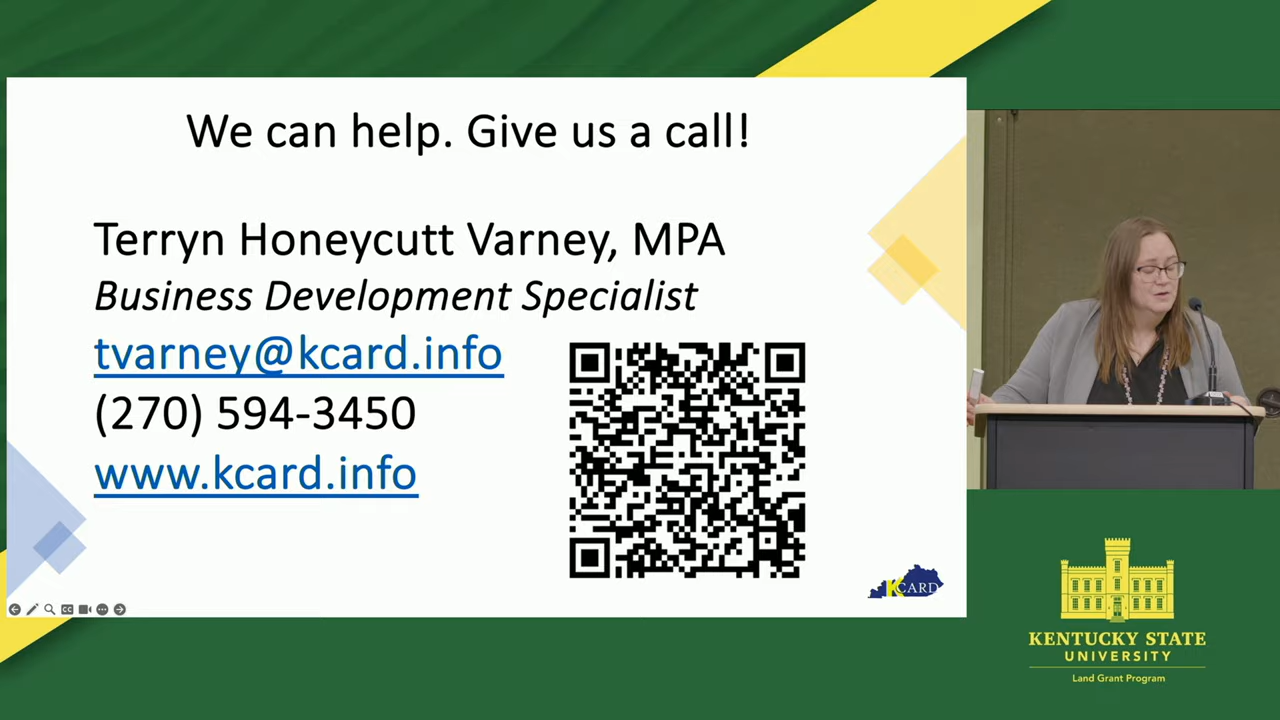 We can help. Give us a call!
Terryn Honeycutt Varney, MPA
Business Development Specialist
tvarney@kcard.info
(270) 594-3450
www.kcard.info
KCARD
KENTUCKY STATE
UNIVERSITY
Land Grant Program